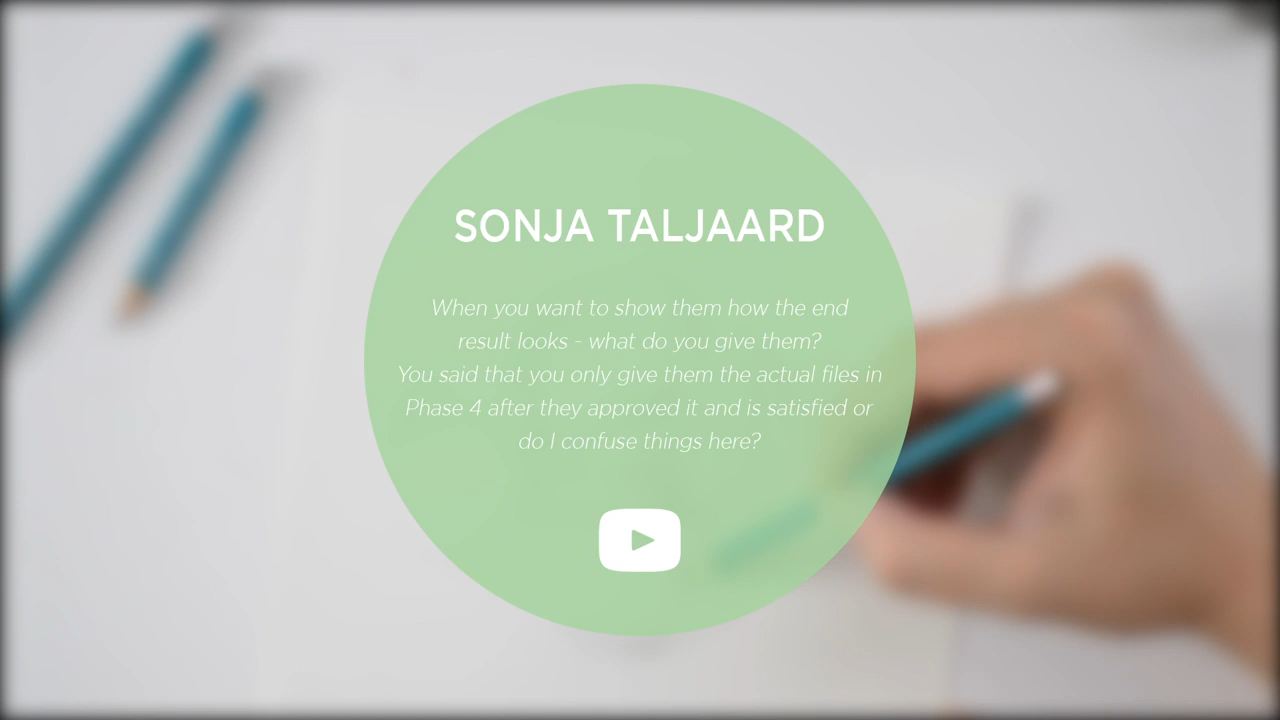 SONJA TALJAARD
When you want to show them how the end
result looks - what do you give them?
You said that you only give them the actual files in
Phase 4 after they approved it and is satisfied or
do I confuse things here?